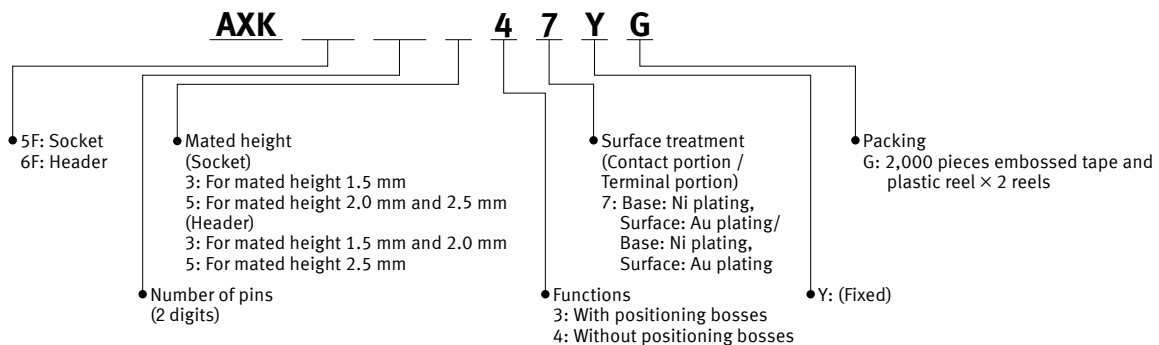 AXK 4 7 Y G
5F: Socket
6F: Header
Mated height
(Socket)
3: For mated height 1.5 mm
5: For mated height 2.0 mm and 2.5 mm
(Header)
3: For mated height 1.5 mm and 2.0 mm
5: For mated height 2.5 mm
Surface treatment
(Contact portion /
Terminal portion)
7: Base: Ni plating,
Surface: Au plating/
Base: Ni plating,
Surface: Au plating
Packing
G: 2,000 pieces embossed tape and
plastic reel × 2 reels
Number of pins
(2 digits)
Functions
3: With positioning bosses
4: Without positioning bosses
Y: (Fixed)